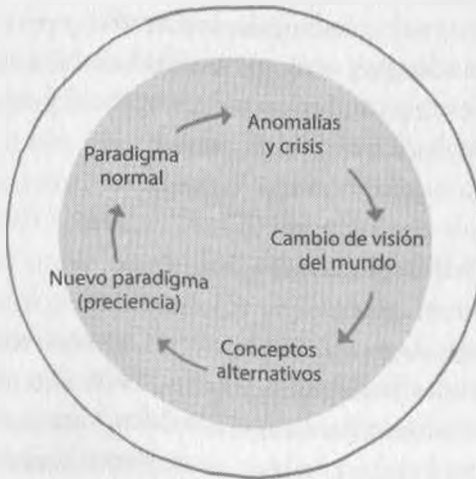 Anomalías
y crisis
Paradigma
normal
Cambio de visión
del mundo
Nuevo paradigma
(preciencia)
Conceptos
alternativos